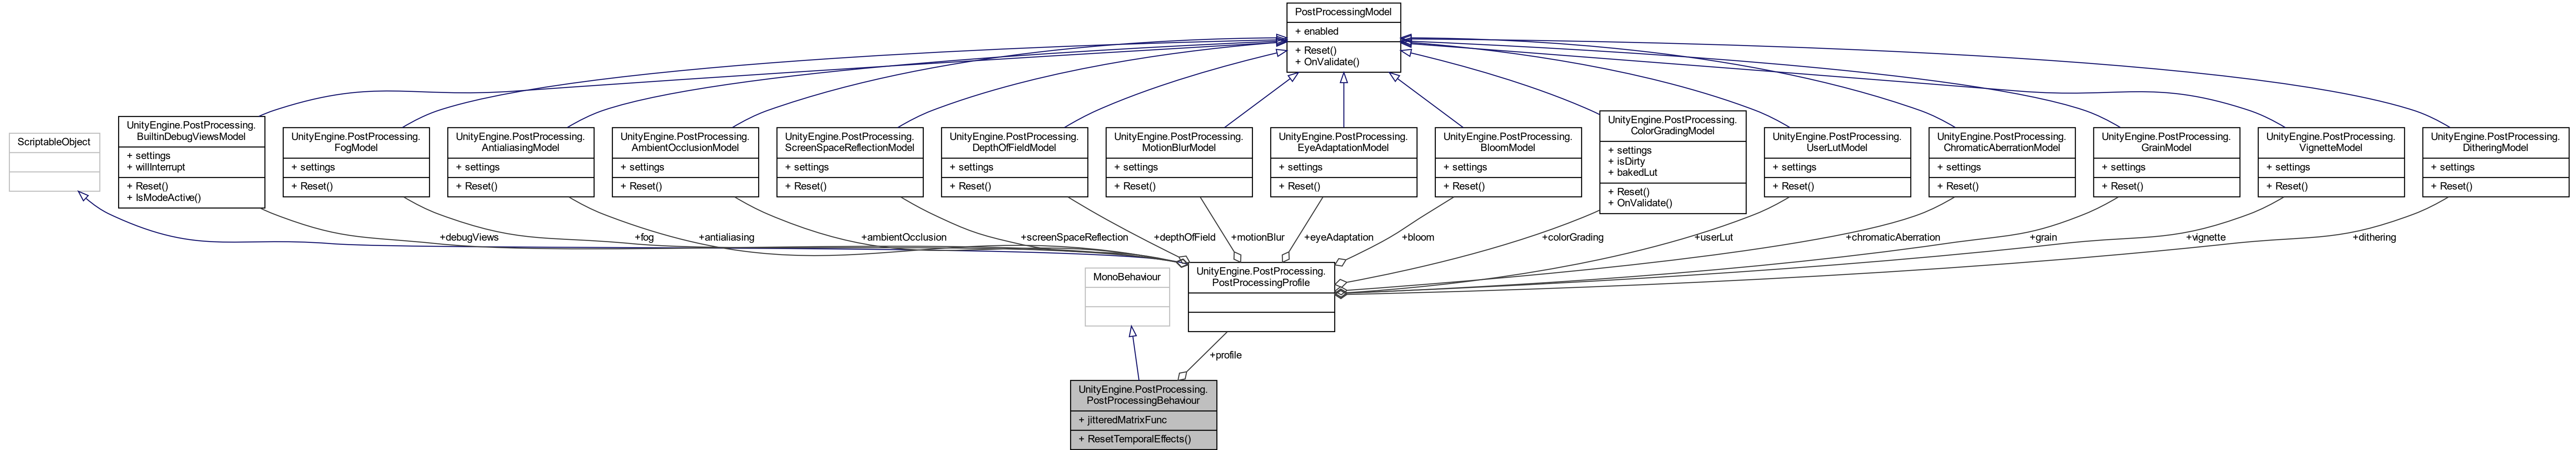 PostProcessingModel
+ enabled
+ Reset()
+ OnValidate()
ScriptableObject
UnityEngine.PostProcessing.
BuiltinDebugViewsModel
+ settings
+ willInterrupt
+ Reset()
+ IsModeActive()
UnityEngine.PostProcessing.
FogModel
+ settings
+ Reset()
UnityEngine.PostProcessing.
AntialiasingModel
+ settings
+ Reset()
UnityEngine.PostProcessing.
AmbientOcclusionModel
+ settings
+ Reset()
UnityEngine.PostProcessing.
ScreenSpaceReflectionModel
+ settings
+ Reset()
UnityEngine.PostProcessing.
DepthOfFieldModel
+ settings
+ Reset()
UnityEngine.PostProcessing.
MotionBlurModel
+ settings
+ Reset()
UnityEngine.PostProcessing.
EyeAdaptationModel
+ settings
+ Reset()
UnityEngine.PostProcessing.
BloomModel
+ settings
+ Reset()
UnityEngine.PostProcessing.
ColorGradingModel
+ settings
+ isDirty
+ bakedLut
+ Reset()
+ OnValidate()
UnityEngine.PostProcessing.
UserLutModel
+ settings
+ Reset()
UnityEngine.PostProcessing.
ChromaticAberrationModel
+ settings
+ Reset()
UnityEngine.PostProcessing.
GrainModel
+ settings
+ Reset()
UnityEngine.PostProcessing.
VignetteModel
+ settings
+ Reset()
UnityEngine.PostProcessing.
DitheringModel
+ settings
+ Reset()
+debugViews
+fog
+antialiasing
+ambientOcclusion
+screenSpaceReflection
+depthOfField
+motionBlur
+eyeAdaptation
+bloom
+colorGrading
+userLut
+chromaticAberration
+grain
+vignette
+dithering
MonoBehaviour
UnityEngine.PostProcessing.
PostProcessingProfile
+profile
UnityEngine.PostProcessing.
PostProcessingBehaviour
+ jitteredMatrixFunc
+ ResetTemporalEffects()